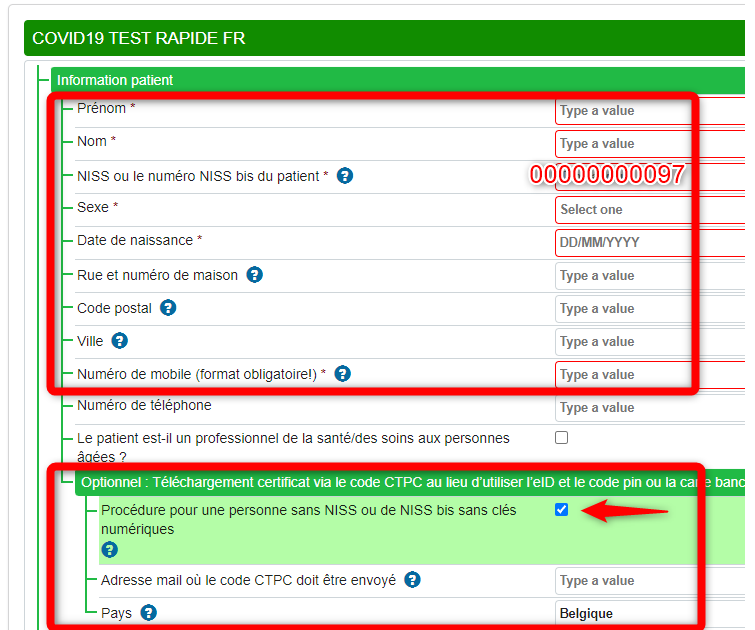 COVID19 TEST RAPIDE FR
Information patient
Prénom * Type a value
Nom * Type a value
NISS ou le numéro NISS bis du patient * ? 00000000097
Sexe * Select one
Date de naissance * DD/MM/YYYY
Rue et numéro de maison ? Type a value
Code postal ? Type a value
Ville ? Type a value
Numéro de mobile (format obligatoire!) * ? Type a value
Numéro de téléphone Type a value
Le patient est-il un professionnel de la santé/des soins aux personnes
âgées ?
Optionnel : Téléchargement certificat via le code CTPC au lieu d'utiliser l'eID et le code pin ou la carte banc
Procédure pour une personne sans NISS ou de NISS bis sans clés
numériques
?
Adresse mail où le code CTPC doit être envoyé ? Type a value
Pays ? Belgique